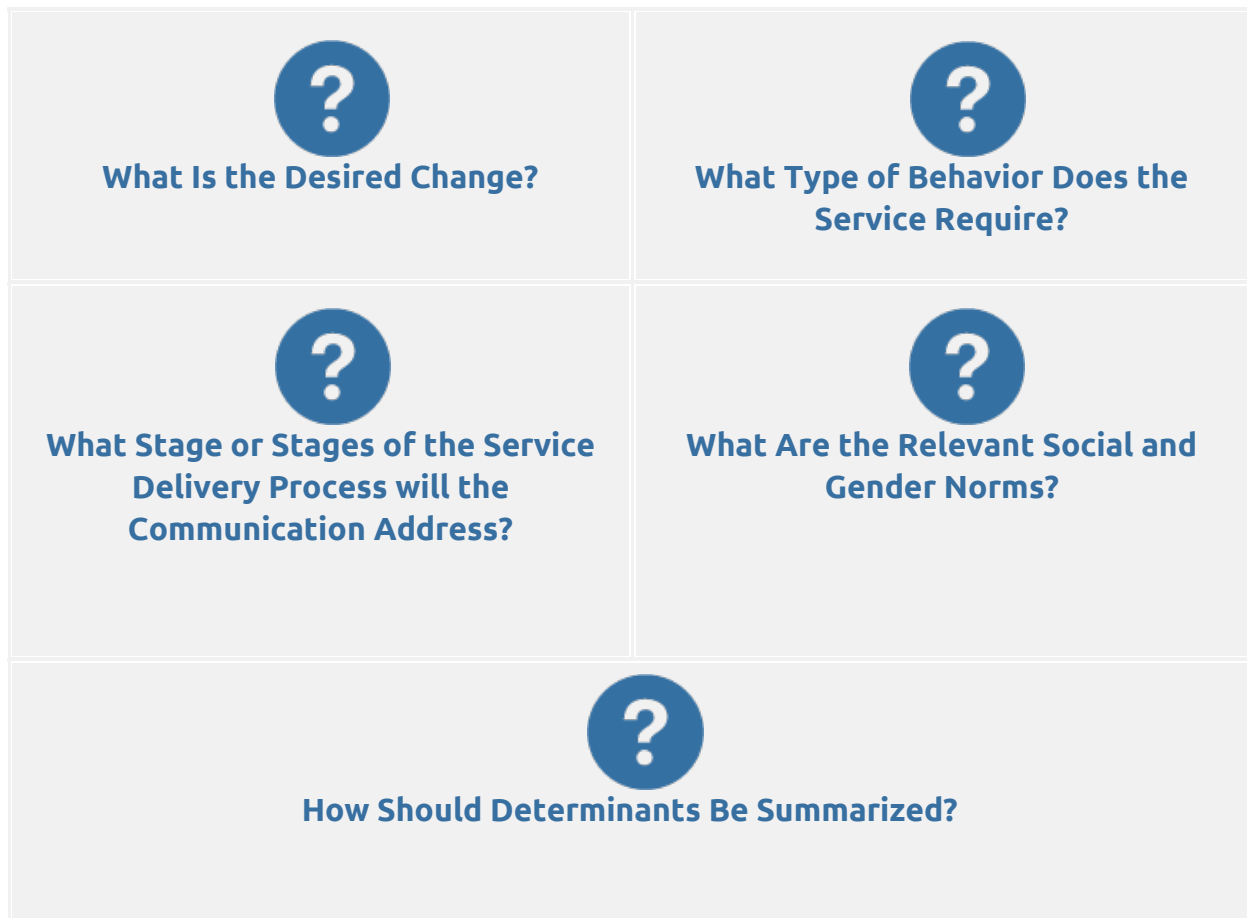 What Is the Desired Change?
What Type of Behavior Does the
Service Require?
What Stage or Stages of the Service
Delivery Process will the
Communication Address?
What Are the Relevant Social and
Gender Norms?
How Should Determinants Be Summarized?